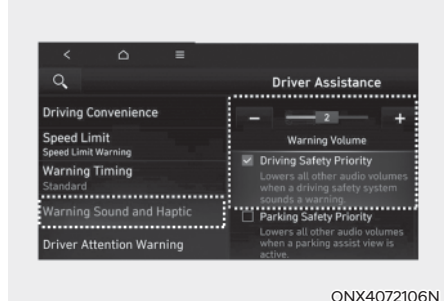 Driver Assistance
Driving Convenience
Speed Limit
Speed Limit Warning
Warning Timing
Standard
Warning Sound and Haptic
Driver Attention Warning
− 2 +
Warning Volume
Driving Safety Priority
Lowers all other audio volumes
when a driving safety system
sounds a warning.
Parking Safety Priority
Lowers all other audio volumes
when a parking assist view is
active.
ONX4072106N